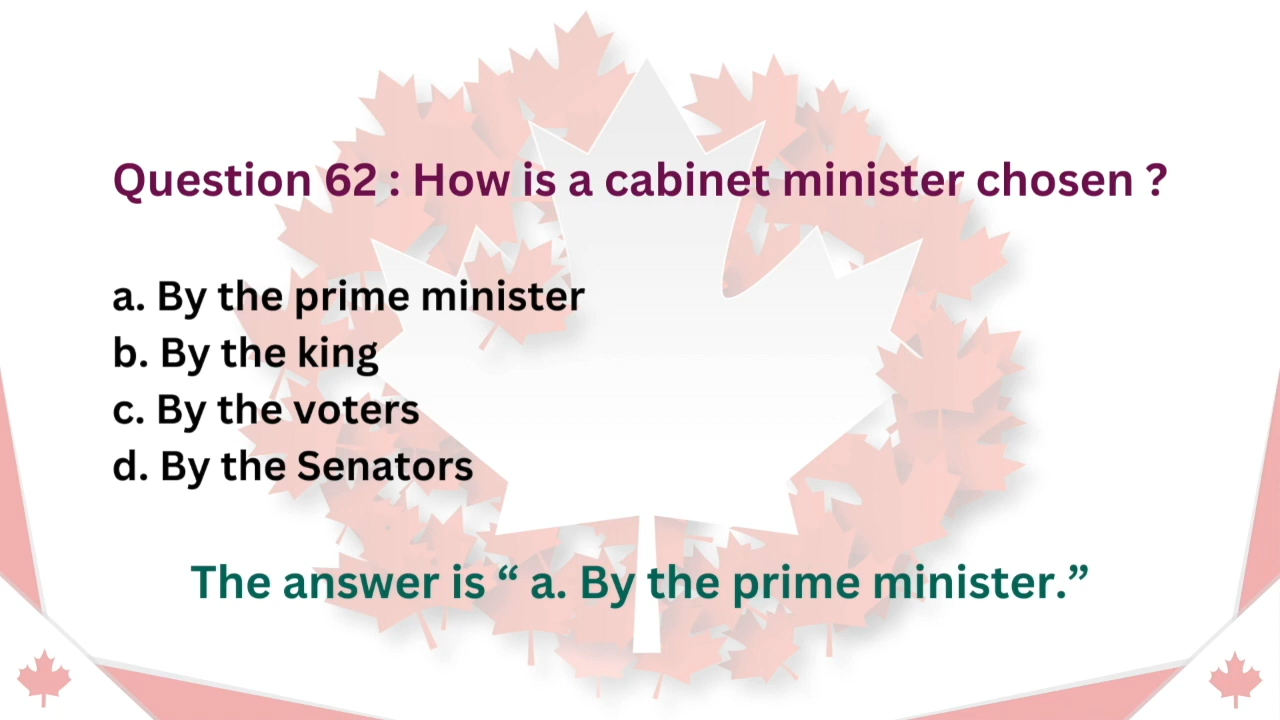 Question 62 : How is a cabinet minister chosen ?
a. By the prime minister
b. By the king
c. By the voters
d. By the Senators
The answer is “ a. By the prime minister.”